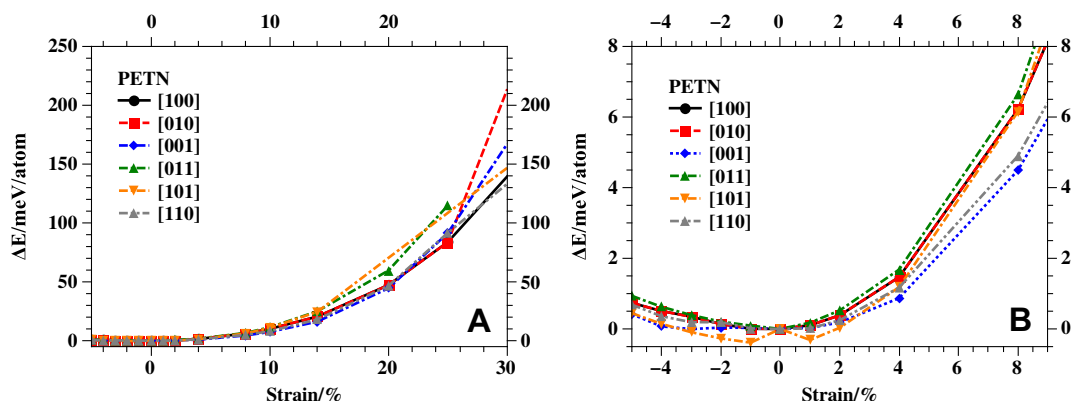 0 10 20
250
200
150
100
50
0
PETN
[100]
[010]
[001]
[011]
[101]
[110]
200
150
100
50
0
A
0 10 20 30
Strain/%
ΔE/meV/atom
−4 −2 0 2 4 6 8
8
6
4
2
0
PETN
[100]
[010]
[001]
[011]
[101]
[110]
8
6
4
2
0
B
−4 −2 0 2 4 6 8
Strain/%
ΔE/meV/atom